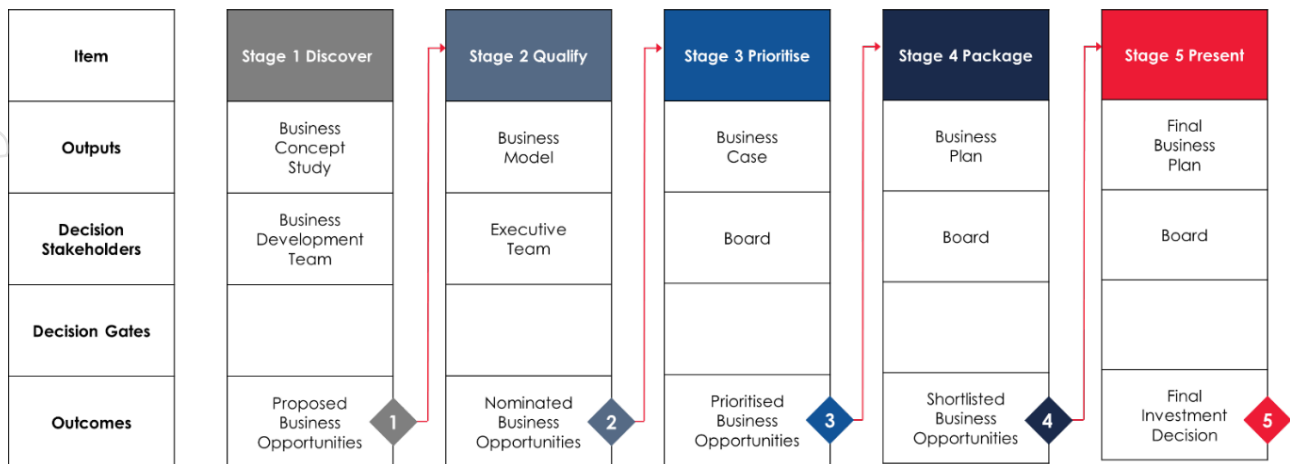 Item
Stage 1 Discover
Stage 2 Qualify
Stage 3 Prioritise
Stage 4 Package
Stage 5 Present
Outputs
Business
Concept
Study
Business
Model
Business
Case
Business
Plan
Final
Business
Plan
Decision
Stakeholders
Business
Development
Team
Executive
Team
Board
Board
Board
Decision Gates
Outcomes
Proposed
Business
Opportunities
1
Nominated
Business
Opportunities
2
Prioritised
Business
Opportunities
3
Shortlisted
Business
Opportunities
4
Final
Investment
Decision
5